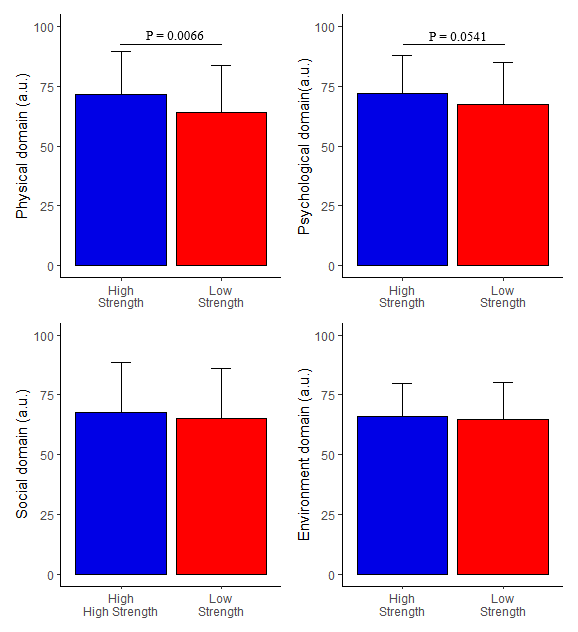 P = 0.0066
100
75
50
25
0
Physical domain (a.u.)
High
Strength
Low
Strength
P = 0.0541
100
75
50
25
0
Psychological domain(a.u.)
High
Strength
Low
Strength
100
75
50
25
0
Social domain (a.u.)
High
High Strength
Low
Strength
100
75
50
25
0
Environment domain (a.u.)
High
Strength
Low
Strength